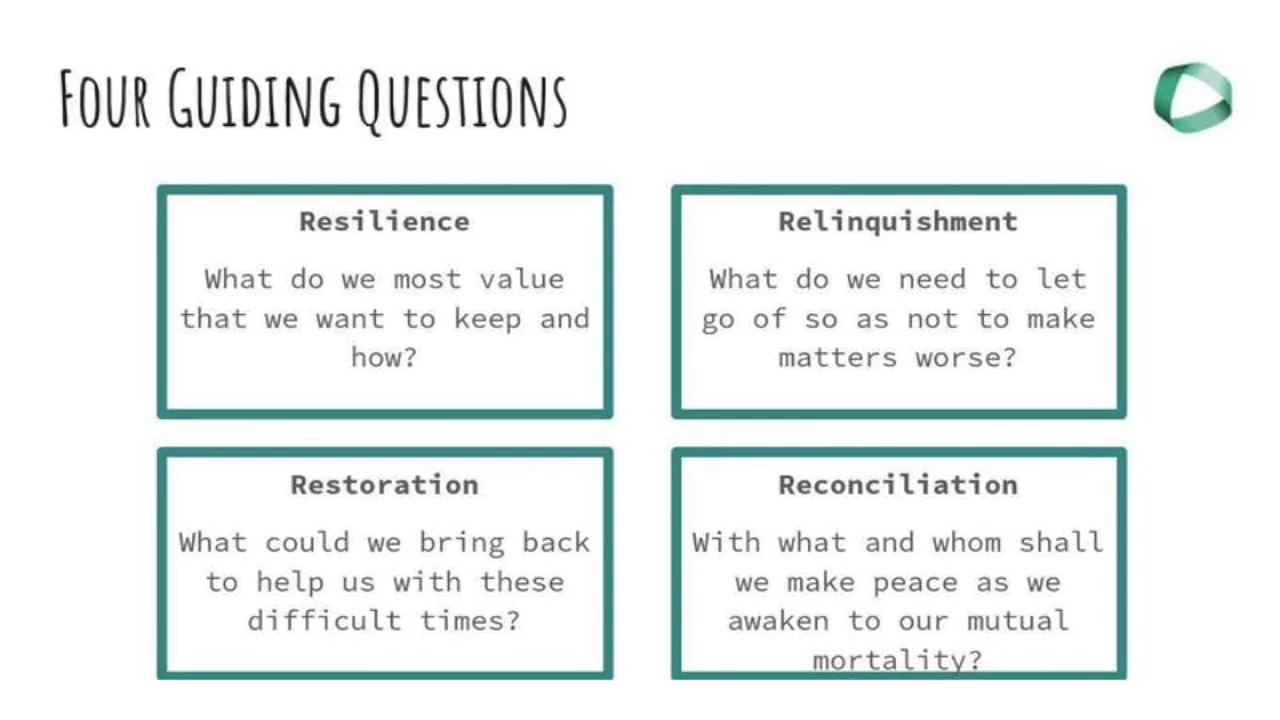 Four Guiding Questions
Resilience
What do we most value
that we want to keep and
how?
Relinquishment
What do we need to let
go of so as not to make
matters worse?
Restoration
What could we bring back
to help us with these
difficult times?
Reconciliation
With what and whom shall
we make peace as we
awaken to our mutual
mortality?